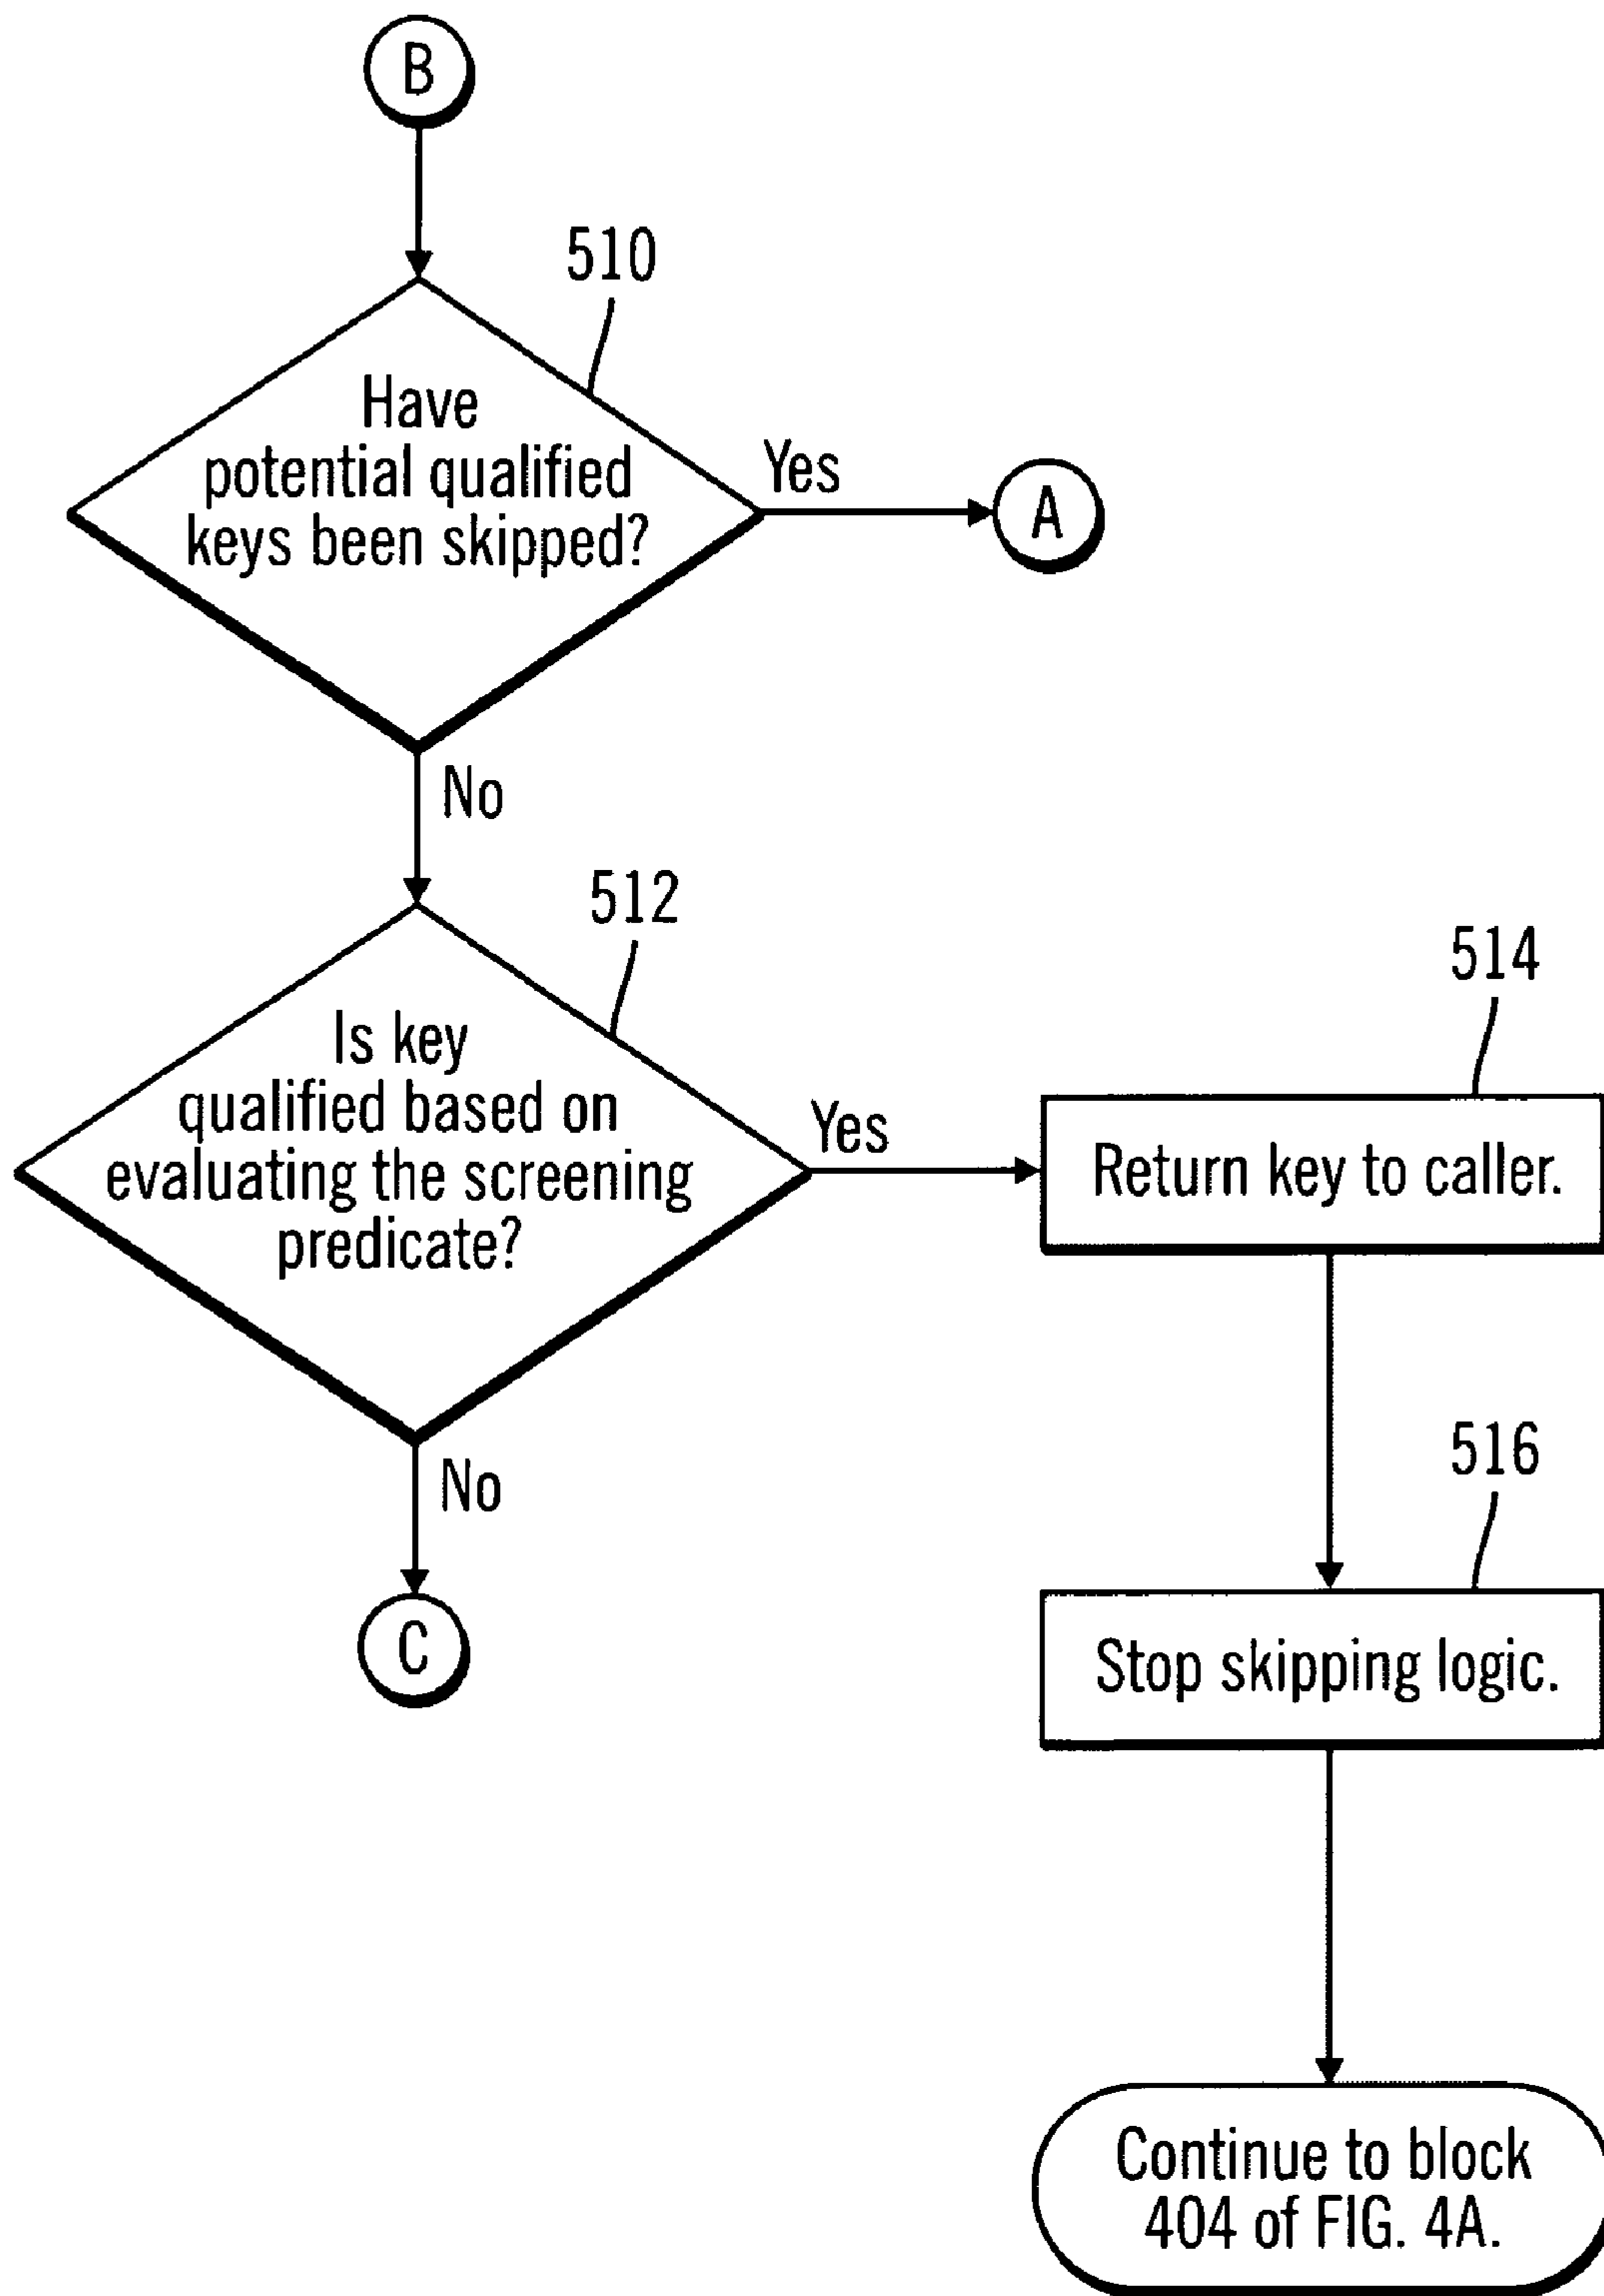 B
510
Have
potential qualified
keys been skipped?
Yes
A
No
512
Is key
qualified based on
evaluating the screening
predicate?
Yes
514
Return key to caller.
No
C
516
Stop skipping logic.
Continue to block
404 of FIG. 4A.